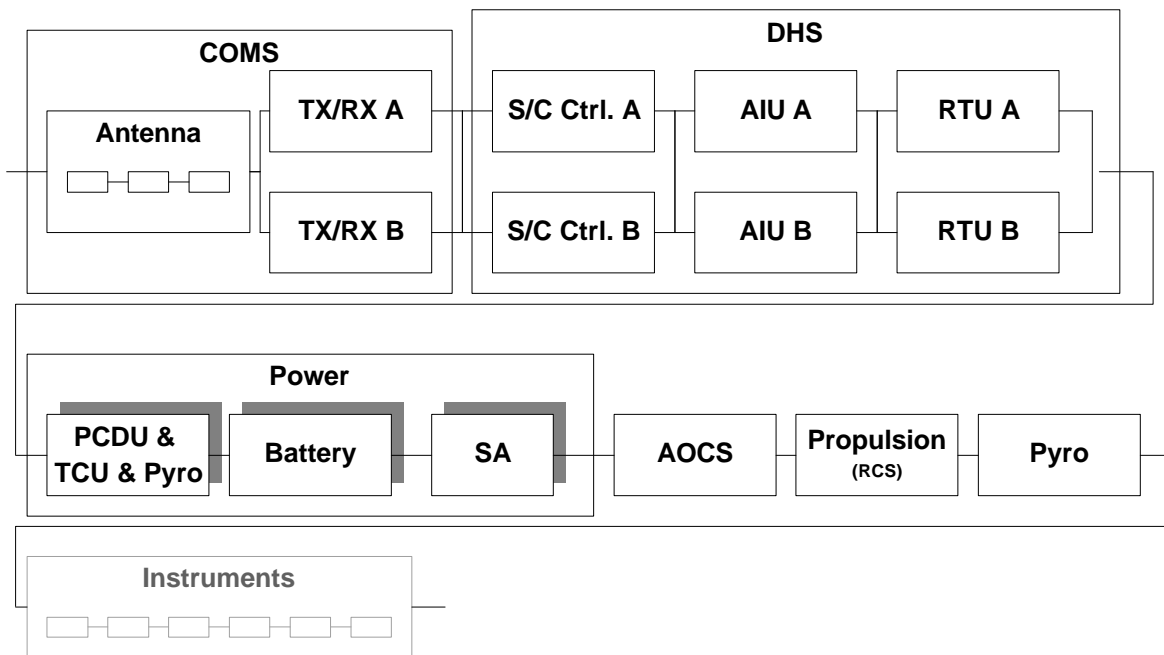 COMS
DHS
Antenna
TX/RX A
TX/RX B
S/C Ctrl. A
AIU A
RTU A
S/C Ctrl. B
AIU B
RTU B
Power
PCDU &
TCU & Pyro
Battery
SA
AOCS
Propulsion
(RCS)
Pyro
Instruments